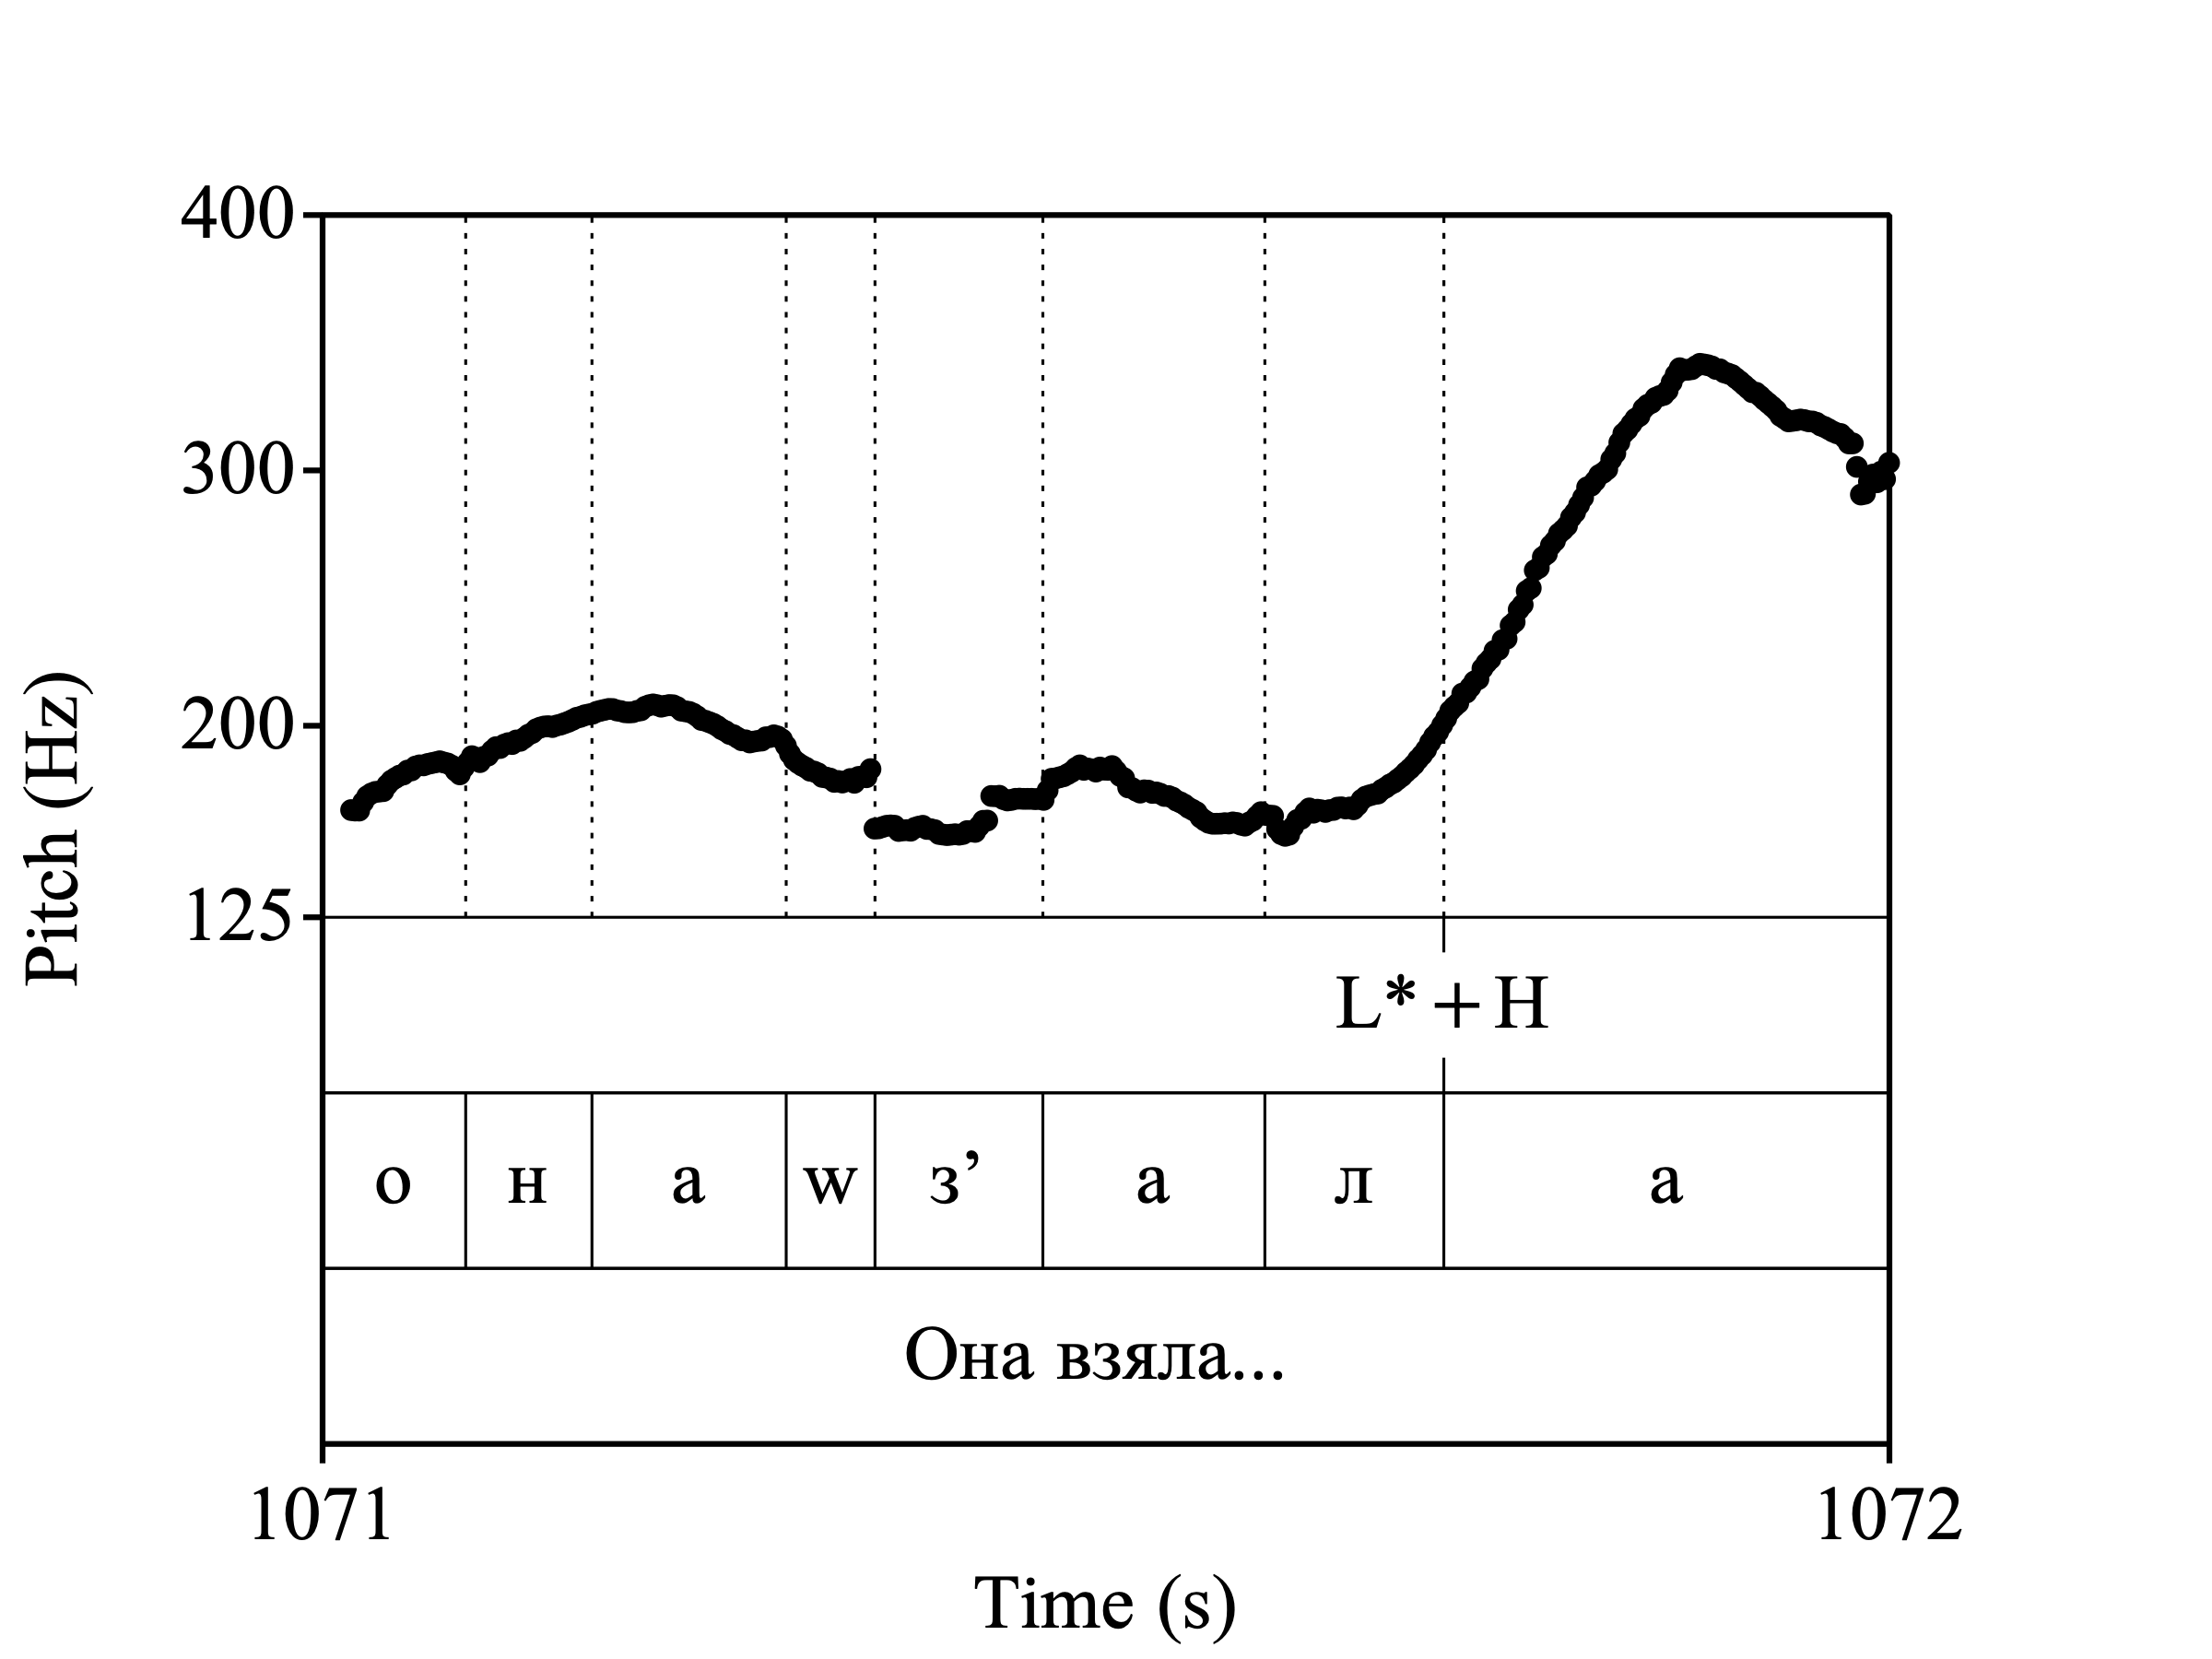 400
300
200
125
Pitch (Hz)
L*+H
о н а w з’ а л а
Она взяла...
1071 1072
Time (s)